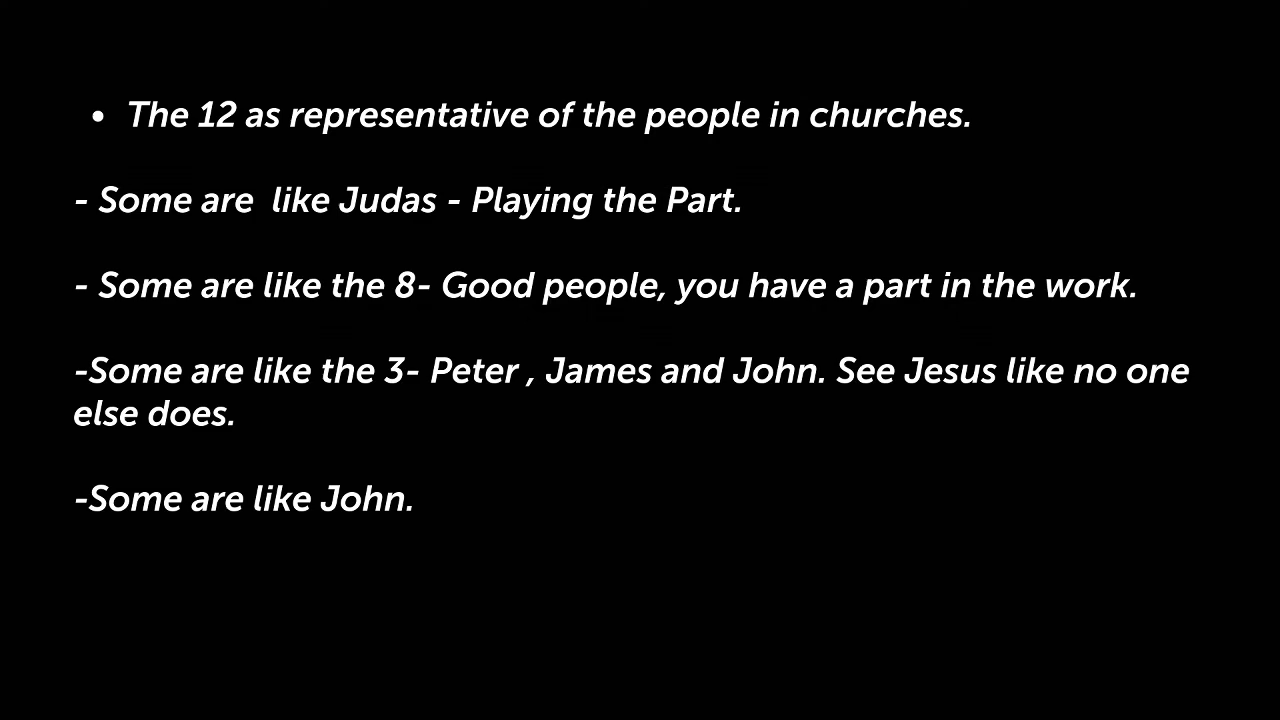 • The 12 as representative of the people in churches.
- Some are  like Judas - Playing the Part.
- Some are like the 8- Good people, you have a part in the work.
-Some are like the 3- Peter , James and John. See Jesus like no one
else does.
-Some are like John.